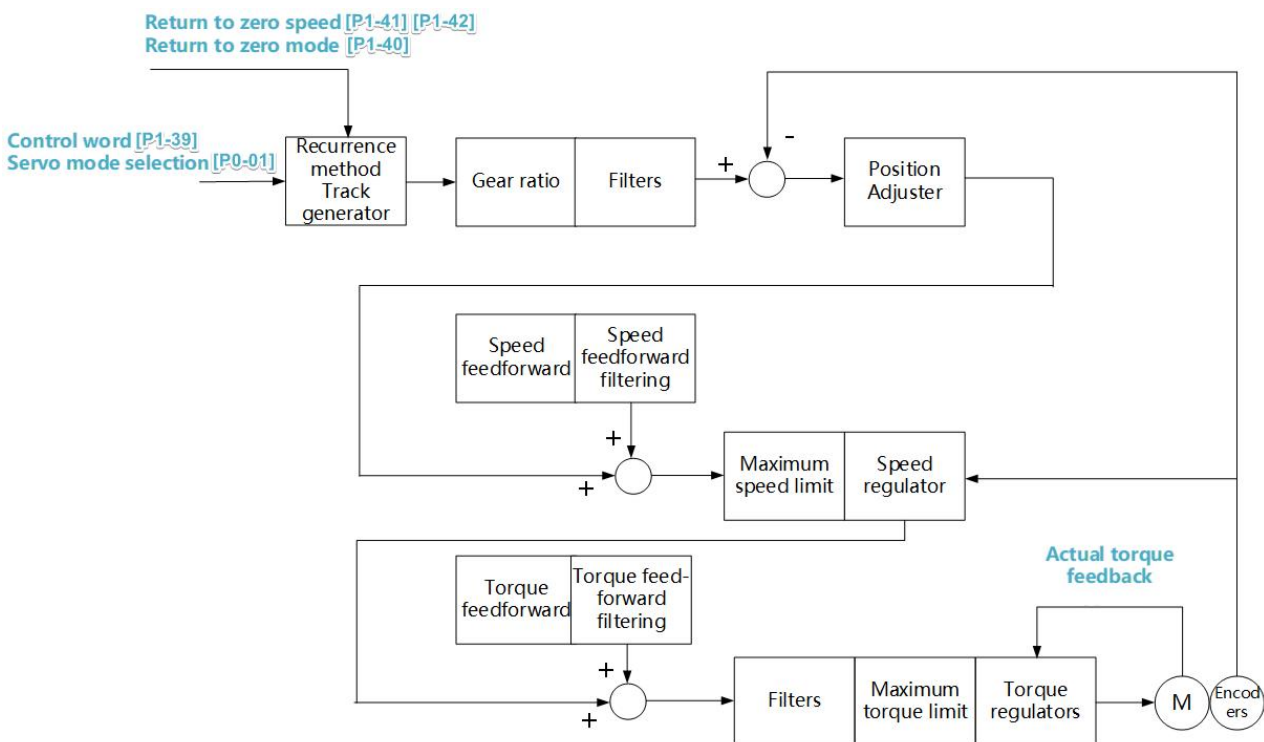 Return to zero speed [P1-41] [P1-42]
Return to zero mode [P1-40]
Control word [P1-39]
Servo mode selection [P0-01]
Recurrence
method
Track
generator
Gear ratio
Filters
+
-
Position
Adjuster
Speed
feedforward
Speed
feedforward
filtering
+
+
Maximum
speed limit
Speed
regulator
Torque
feedforward
Torque feed-
forward
filtering
+
+
Filters
Maximum
torque limit
Torque
regulators
Actual torque
feedback
M
Encod
ers